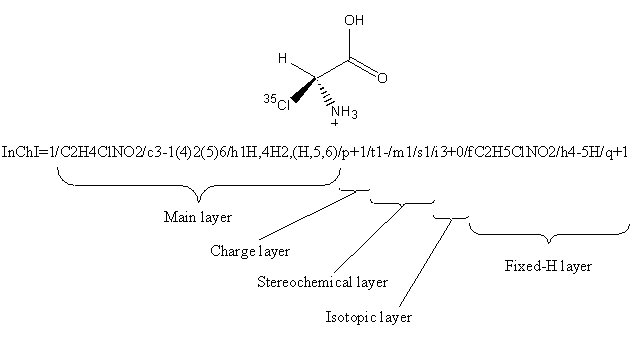 OH
H
O
35Cl
NH3
+
InChI=1/C2H4ClNO2/c3-1(4)2(5)6/h1H,4H2,(H,5,6)/p+1/t1-/m1/s1/i3+0/fC2H5ClNO2/h4-5H/q+1
Main layer
Charge layer
Fixed-H layer
Stereochemical layer
Isotopic layer